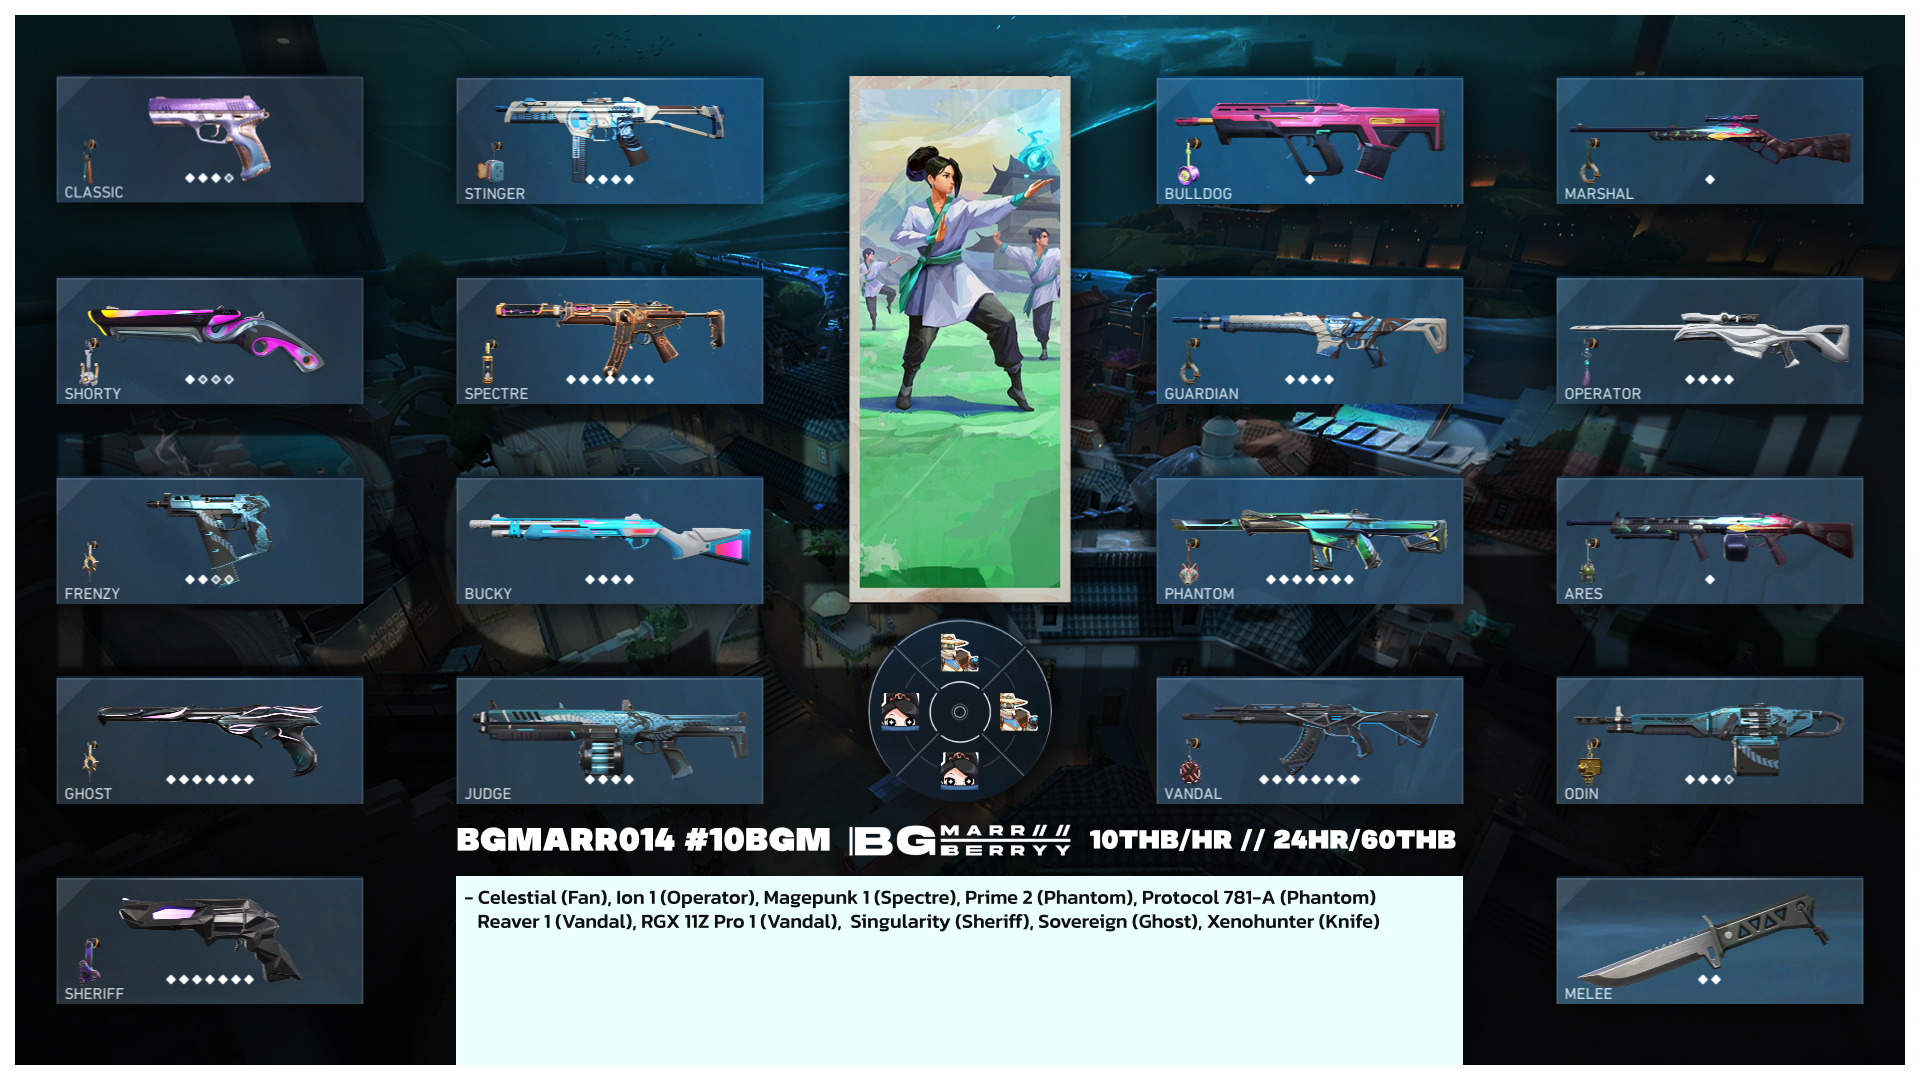 CLASSIC
STINGER
BULLDOG
MARSHAL
SHORTY
SPECTRE
GUARDIAN
OPERATOR
FRENZY
BUCKY
PHANTOM
ARES
GHOST
JUDGE
VANDAL
ODIN
BGMARR014 #10BGM
BG MARR////
BERRYY
10THB/HR // 24HR/60THB
SHERIFF
MELEE
- Celestial (Fan), Ion 1 (Operator), Magepunk 1 (Spectre), Prime 2 (Phantom), Protocol 781-A (Phantom)
Reaver 1 (Vandal), RGX 11Z Pro 1 (Vandal),  Singularity (Sheriff), Sovereign (Ghost), Xenohunter (Knife)